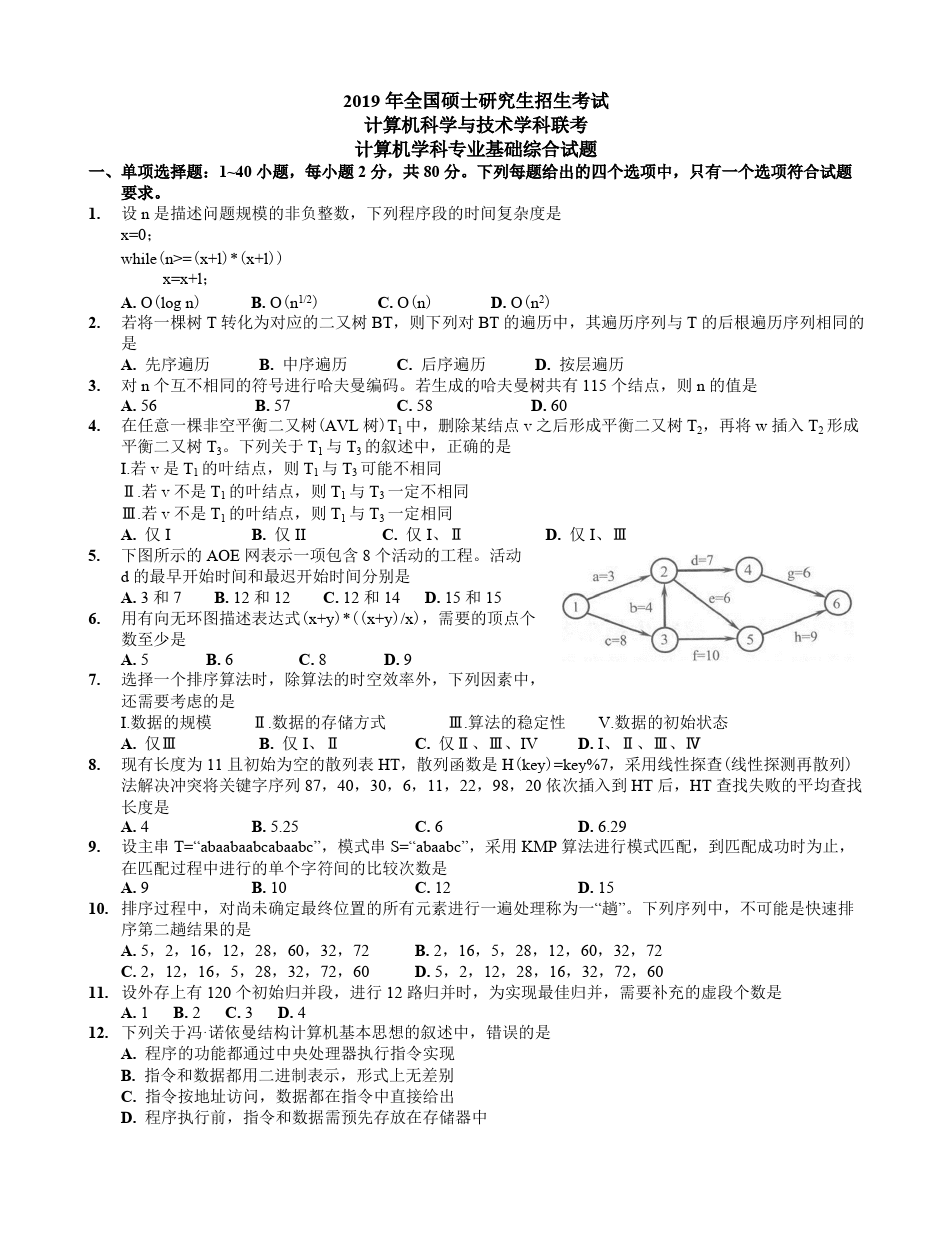 2019 年全国硕士研究生招生考试
计算机科学与技术学科联考
计算机学科专业基础综合试题
一、单项选择题：1~40 小题，每小题 2 分，共 80 分。下列每题给出的四个选项中，只有一个选项符合试题
要求。
1. 设 n 是描述问题规模的非负整数，下列程序段的时间复杂度是
x=0；
while(n>=(x+l)*(x+l))
x=x+l；
A. O(log n) B. O(n1/2) C. O(n) D. O(n2)
2. 若将一棵树 T 转化为对应的二又树 BT，则下列对 BT 的遍历中，其遍历序列与 T 的后根遍历序列相同的
是
A. 先序遍历 B. 中序遍历 C. 后序遍历 D. 按层遍历
3. 对 n 个互不相同的符号进行哈夫曼编码。若生成的哈夫曼树共有 115 个结点，则 n 的值是
A. 56 B. 57 C. 58 D. 60
4. 在任意一棵非空平衡二又树(AVL 树)T1中，删除某结点 v 之后形成平衡二又树 T2，再将 w 插入 T2形成
平衡二又树 T3。下列关于 T1与 T3的叙述中，正确的是
I.若 v 是 T1的叶结点，则 T1与 T3可能不相同
Ⅱ.若 v 不是 T1的叶结点，则 T1与 T3一定不相同
Ⅲ.若 v 不是 T1的叶结点，则 T1与 T3一定相同
A. 仅 I B. 仅 II C. 仅 I、Ⅱ D. 仅 I、Ⅲ
5. 下图所示的 AOE 网表示一项包含 8 个活动的工程。活动
d 的最早开始时间和最迟开始时间分别是
A. 3 和 7 B. 12 和 12 C. 12 和 14 D. 15 和 15
a=3 2 d=7 4 g=6
1 b=4 e=6 6
c=8 3 5 h=9
f=10
6. 用有向无环图描述表达式(x+y)*((x+y)/x)，需要的顶点个
数至少是
A. 5 B. 6 C. 8 D. 9
7. 选择一个排序算法时，除算法的时空效率外，下列因素中，
还需要考虑的是
I.数据的规模 Ⅱ.数据的存储方式 Ⅲ.算法的稳定性 V.数据的初始状态
A. 仅Ⅲ B. 仅 I、Ⅱ C. 仅Ⅱ、Ⅲ、IV D. I、Ⅱ、Ⅲ、Ⅳ
8. 现有长度为 11 且初始为空的散列表 HT，散列函数是 H(key)=key%7，采用线性探查(线性探测再散列)
法解决冲突将关键字序列 87，40，30，6，11，22，98，20 依次插入到 HT 后，HT 查找失败的平均查找
长度是
A. 4 B. 5.25 C. 6 D. 6.29
9. 设主串 T=“abaabaabcabaabc”，模式串 S=“abaabc”，采用 KMP 算法进行模式匹配，到匹配成功时为止，
在匹配过程中进行的单个字符间的比较次数是
A. 9 B. 10 C. 12 D. 15
10. 排序过程中，对尚未确定最终位置的所有元素进行一遍处理称为一“趟”。下列序列中，不可能是快速排
序第二趟结果的是
A. 5，2，16，12，28，60，32，72 B. 2，16，5，28，12，60，32，72
C. 2，12，16，5，28，32，72，60 D. 5，2，12，28，16，32，72，60
11. 设外存上有 120 个初始归并段，进行 12 路归并时，为实现最佳归并，需要补充的虚段个数是
A. 1 B. 2 C. 3 D. 4
12. 下列关于冯·诺依曼结构计算机基本思想的叙述中，错误的是
A. 程序的功能都通过中央处理器执行指令实现
B. 指令和数据都用二进制表示，形式上无差别
C. 指令按地址访问，数据都在指令中直接给出
D. 程序执行前，指令和数据需预先存放在存储器中